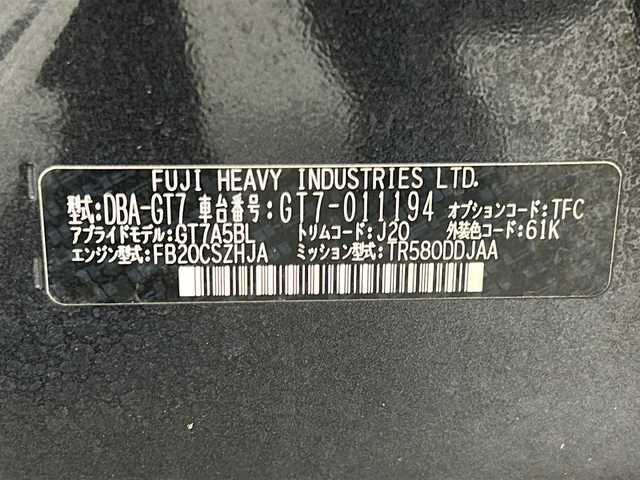 FUJI HEAVY INDUSTRIES LTD.
型式:DBA-GT7 車台番号:GT7-011194 オプションコード:TFC
アプライドモデル:GT7A5BL トリムコード:J20 外装色コード:61K
エンジン型式:FB20CSZHJA ミッション型式:TR580DDJAA